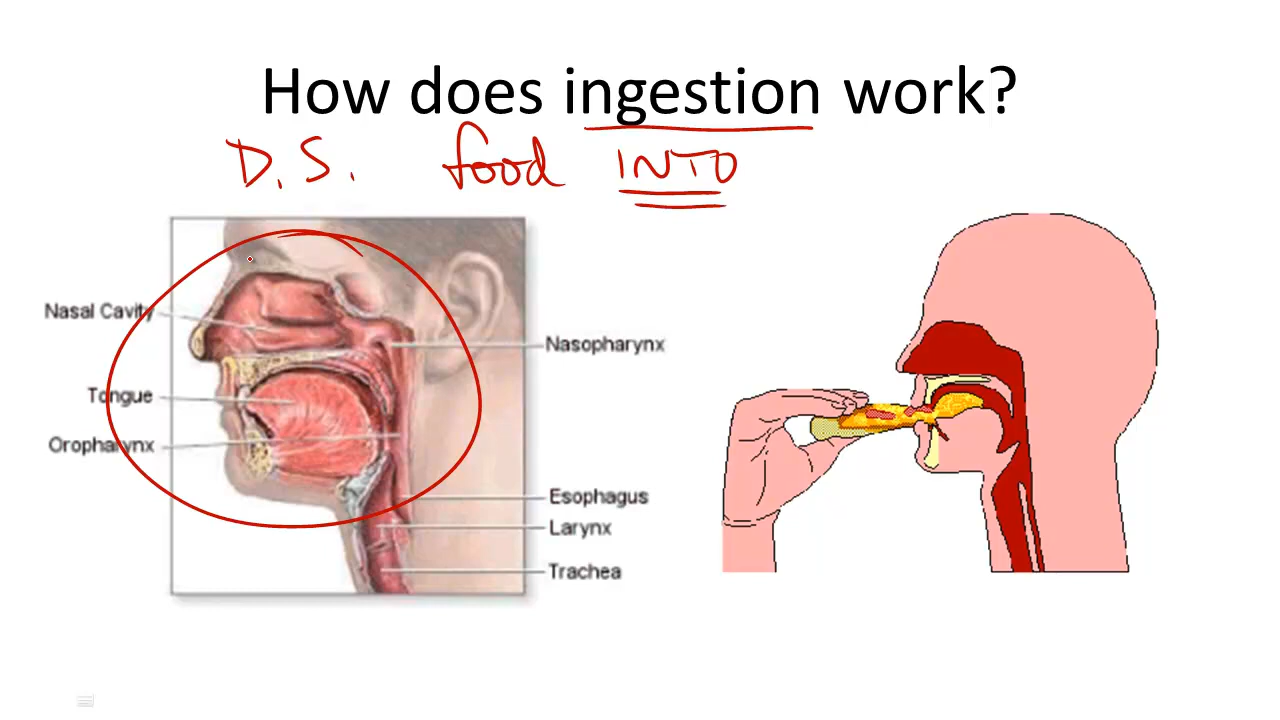 How does ingestion work?
D.S. food INTO
Nasal Cavity
Tongue
Oropharynx
Nasopharynx
Esophagus
Larynx
Trachea